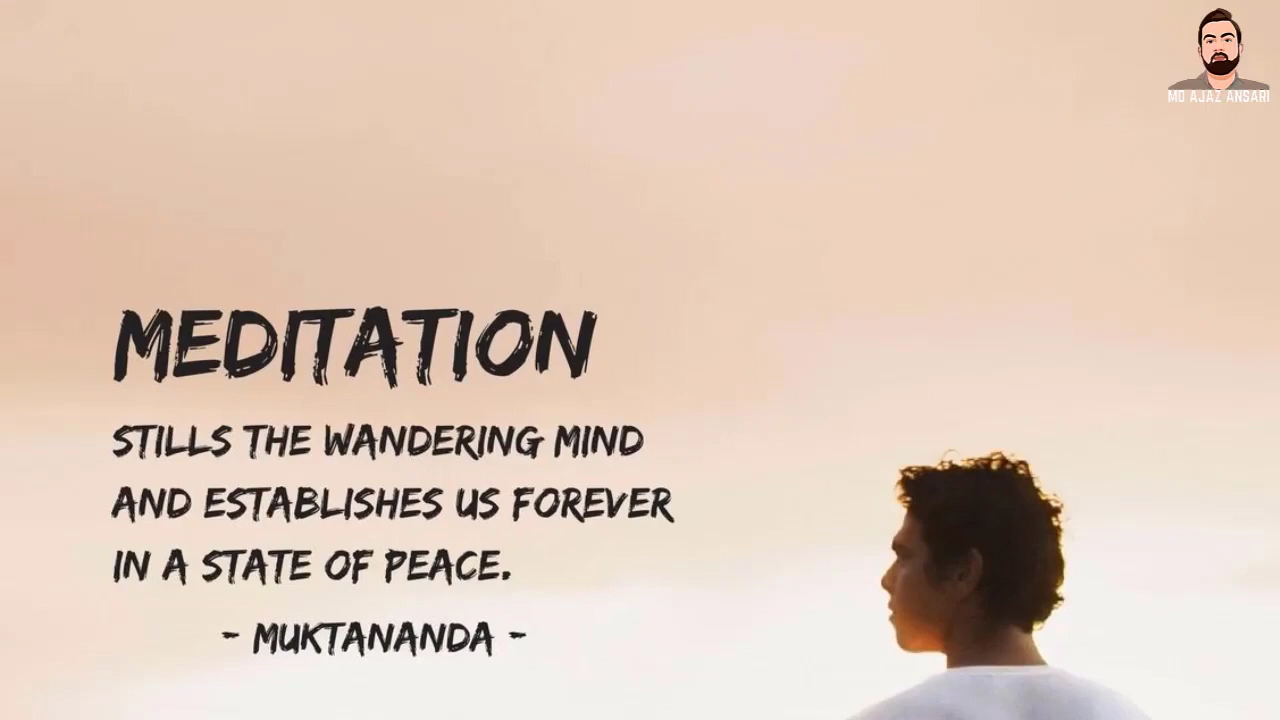 MD AJAZ ANSARI
MEDITATION
STILLS THE WANDERING MIND
AND ESTABLISHES US FOREVER
IN A STATE OF PEACE.
- MUKTANANDA -